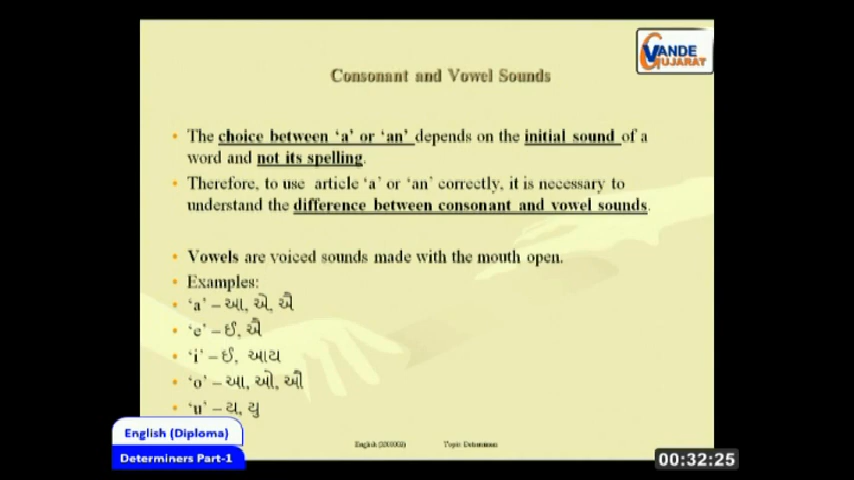 VANDE
GUJARAT
Consonant and Vowel Sounds
• The choice between ‘a’ or ‘an’ depends on the initial sound of a
word and not its spelling.
• Therefore, to use article ‘a’ or ‘an’ correctly, it is necessary to
understand the difference between consonant and vowel sounds.
• Vowels are voiced sounds made with the mouth open.
• Examples:
• ‘a’ – આ, એ, ઐ
• ‘e’ – ઈ, ઐ
• ‘i’ – ઈ, આય
• ‘o’ – આ, ઓ, ઔ
• ‘u’ – ય, યુ
English (Diploma)
Determiners Part-1
English Topic Determiners
00:32:25